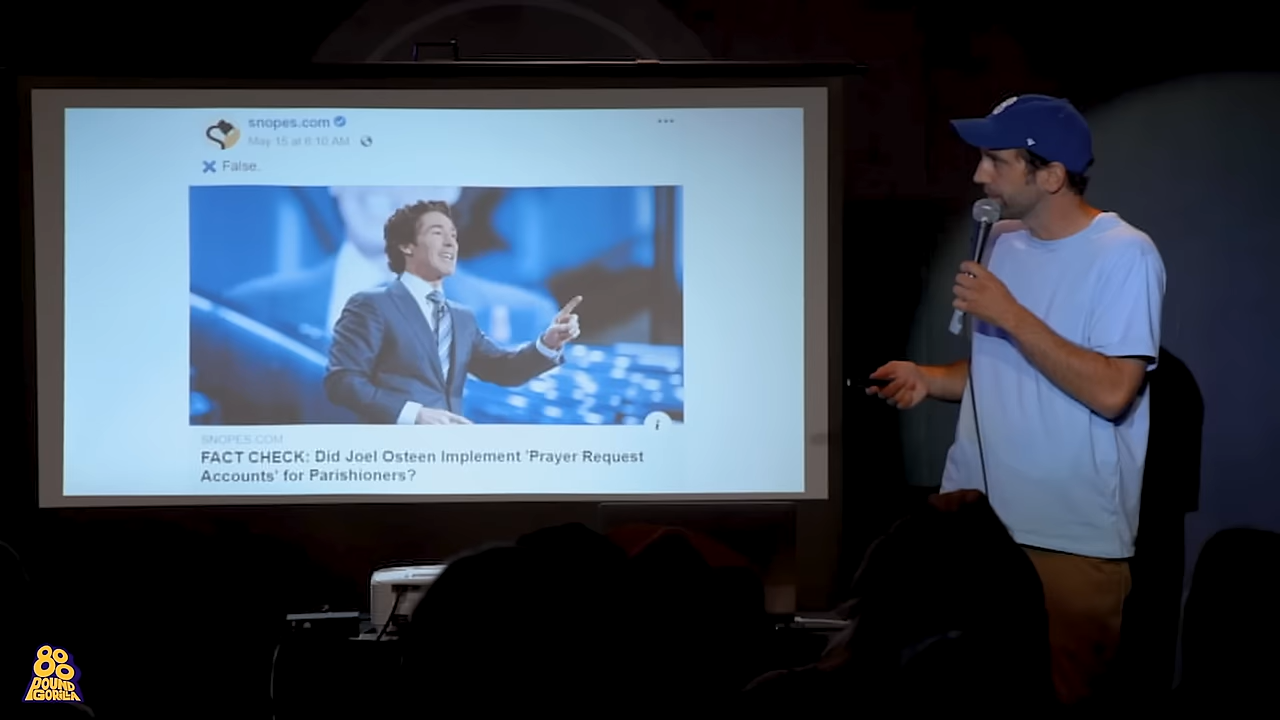 snopes.com
May 15 at 6:10 AM
False.
SNOPES.COM
FACT CHECK: Did Joel Osteen Implement 'Prayer Request
Accounts' for Parishioners?
800
POUND
GORILLA